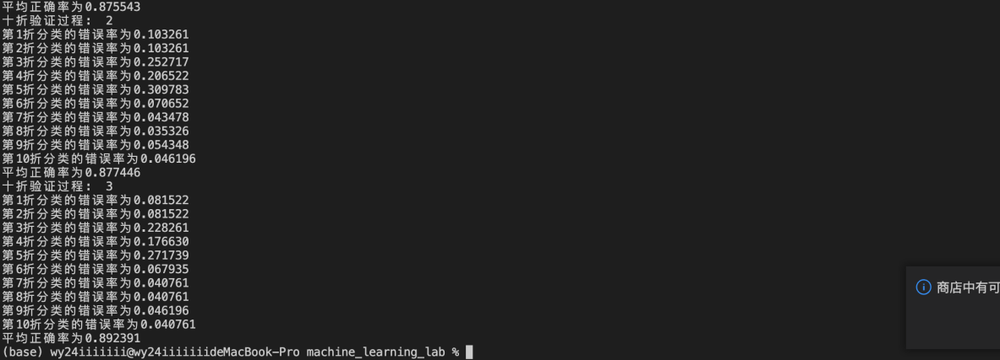 平均正确率为0.875543
十折验证过程: 2
第1折分类的错误率为0.103261
第2折分类的错误率为0.103261
第3折分类的错误率为0.252717
第4折分类的错误率为0.206522
第5折分类的错误率为0.309783
第6折分类的错误率为0.070652
第7折分类的错误率为0.043478
第8折分类的错误率为0.035326
第9折分类的错误率为0.054348
第10折分类的错误率为0.046196
平均正确率为0.877446
十折验证过程: 3
第1折分类的错误率为0.081522
第2折分类的错误率为0.081522
第3折分类的错误率为0.228261
第4折分类的错误率为0.176630
第5折分类的错误率为0.271739
第6折分类的错误率为0.067935
第7折分类的错误率为0.040761
第8折分类的错误率为0.040761
第9折分类的错误率为0.046196
第10折分类的错误率为0.040761
平均正确率为0.892391
(base) wy24iiiiiii@wy24iiiiiiideMacBook-Pro machine_learning_lab %
商店中有可